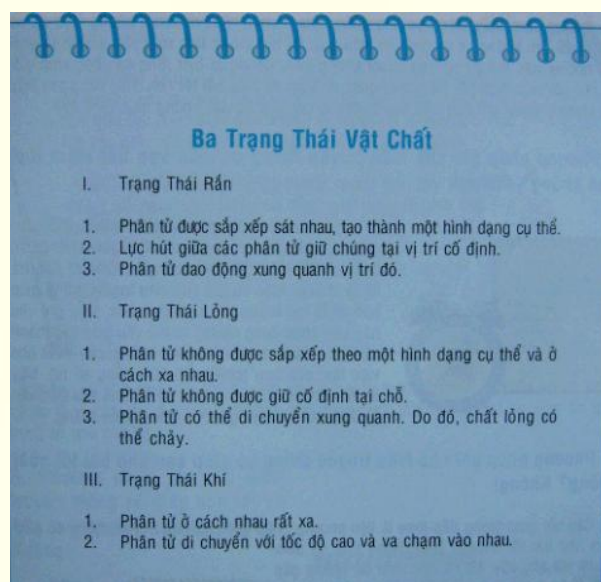 Ba Trạng Thái Vật Chất
I. Trạng Thái Rắn
1. Phân tử được sắp xếp sát nhau, tạo thành một hình dạng cụ thể.
2. Lực hút giữa các phân tử giữ chúng tại vị trí cố định.
3. Phân tử dao động xung quanh vị trí đó.
II. Trạng Thái Lỏng
1. Phân tử không được sắp xếp theo một hình dạng cụ thể và ở
cách xa nhau.
2. Phân tử không được giữ cố định tại chỗ.
3. Phân tử có thể di chuyển xung quanh. Do đó, chất lỏng có
thể chảy.
III. Trạng Thái Khí
1. Phân tử ở cách nhau rất xa.
2. Phân tử di chuyển với tốc độ cao và va chạm vào nhau.